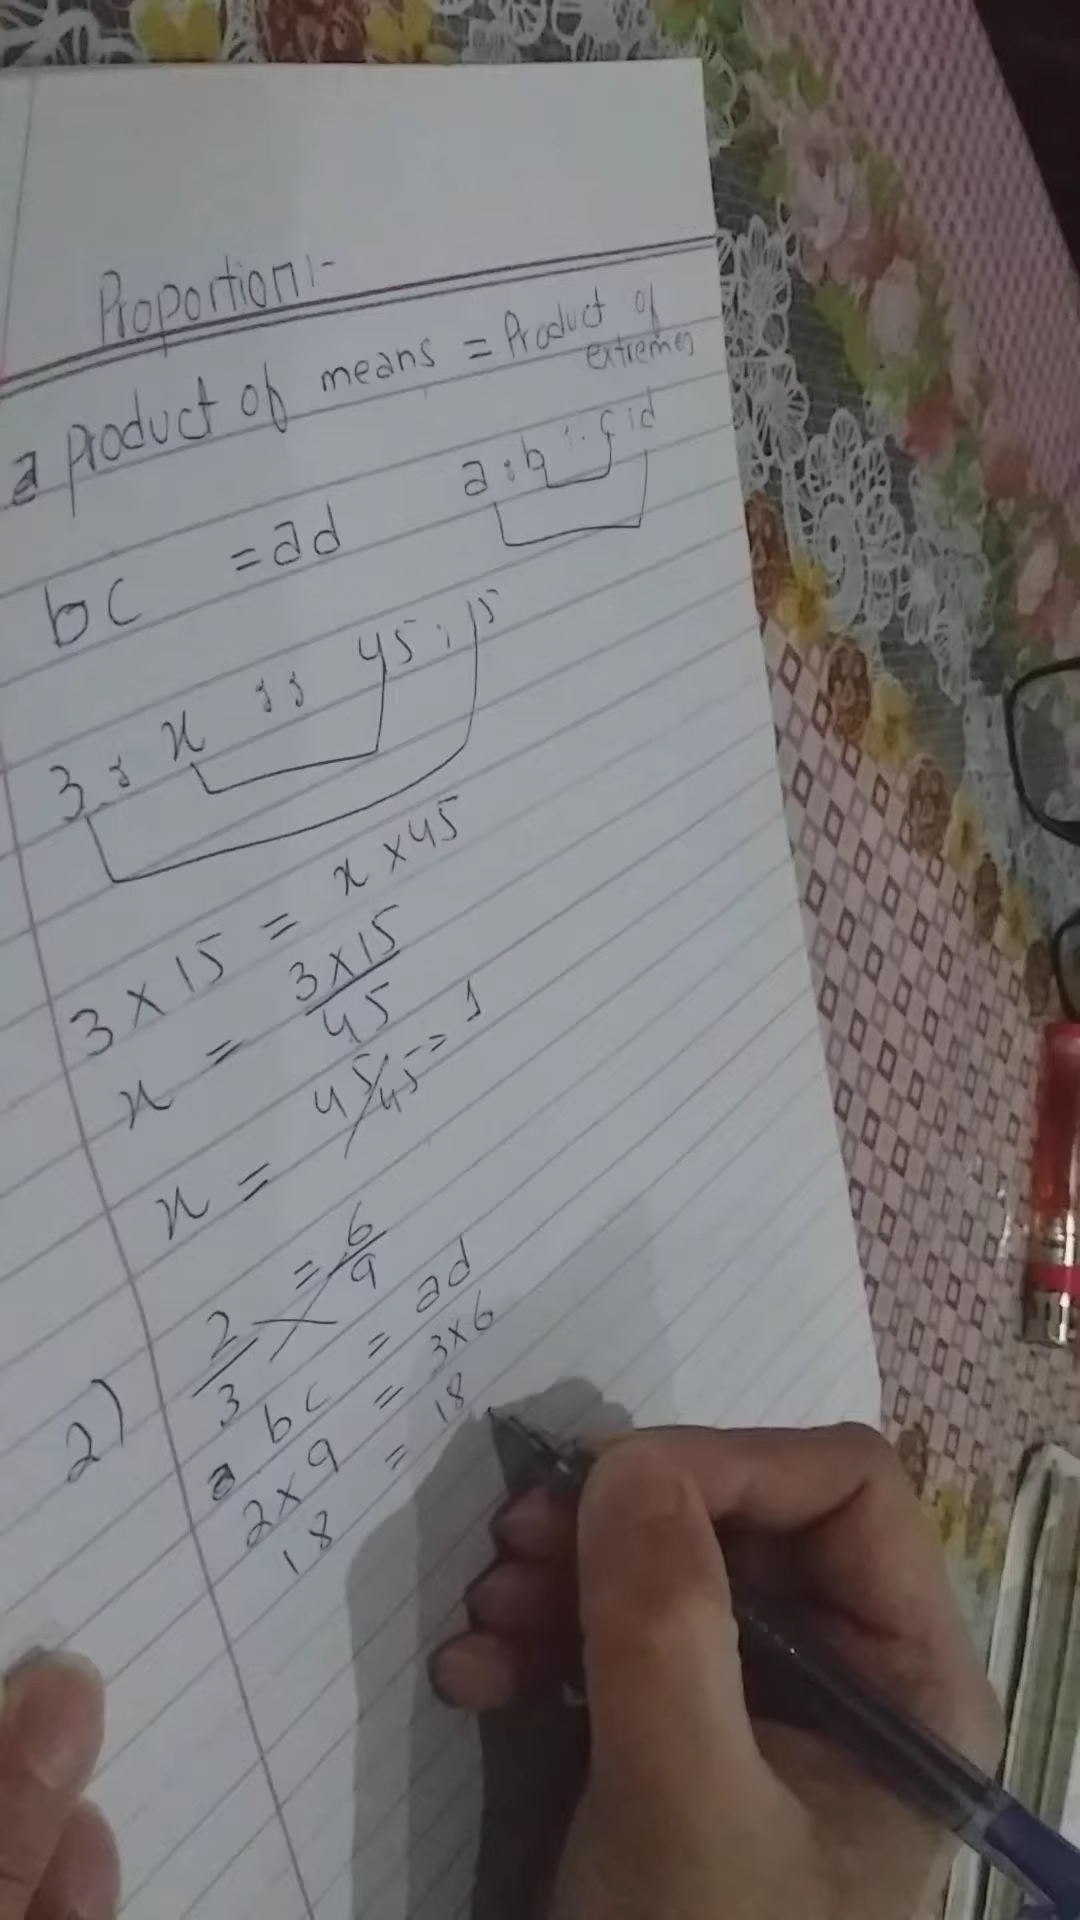 Proportion:-
a product of means = Product of extremes
bc = ad a:b::c:d
3 : x :: 45 : 15
3 × 15 = x × 45
x = 3×15/45
x = 45/45 = 1
2) 2/3 = 6/9
a bc = ad
2×9 = 3×6
18 = 18